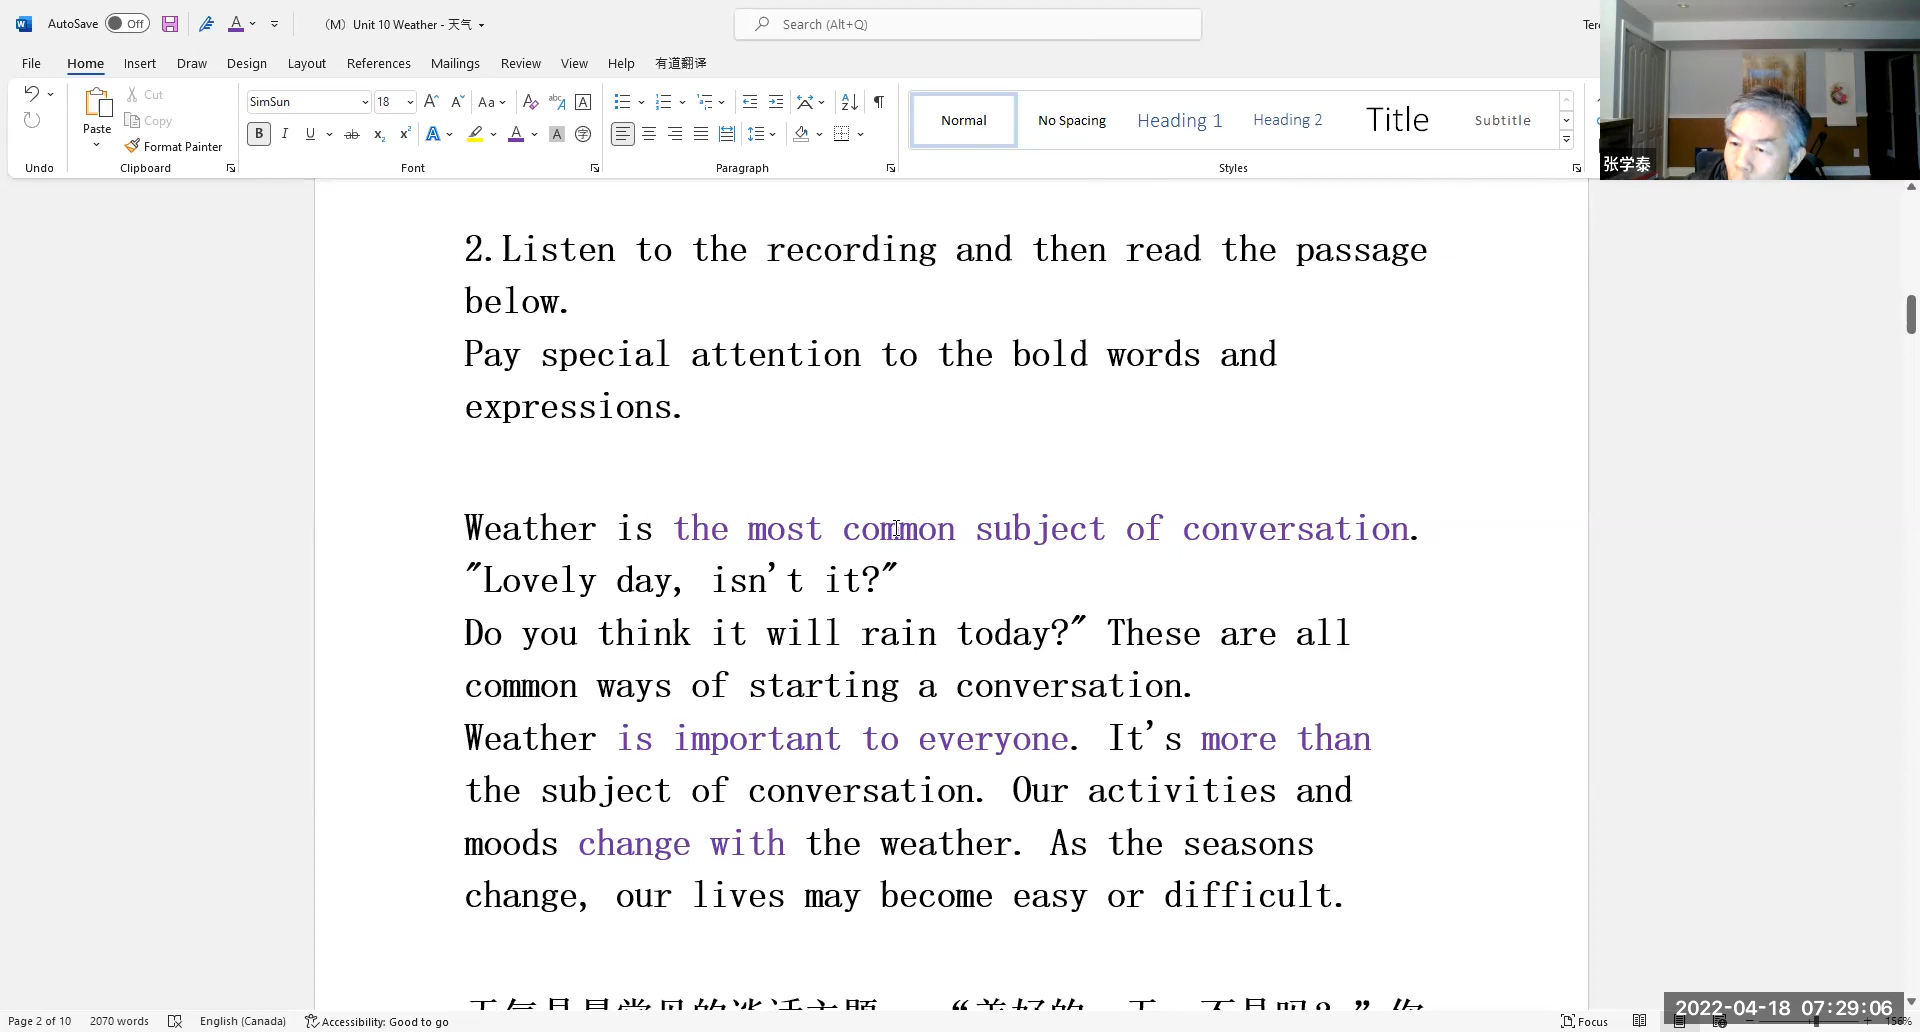 AutoSave
Off
(M) Unit 10 Weather - 天气
Search (Alt+Q)
File Home Insert Draw Design Layout References Mailings Review View Help 有道翻译
Paste
Cut
Copy
Format Painter
SimSun
18
Normal
No Spacing
Heading 1
Heading 2
Title
Subtitle
Undo
Clipboard
Font
Paragraph
Styles
张学泰
2.Listen to the recording and then read the passage
below.
Pay special attention to the bold words and
expressions.
Weather is the most common subject of conversation.
"Lovely day, isn't it?"
Do you think it will rain today?" These are all
common ways of starting a conversation.
Weather is important to everyone. It's more than
the subject of conversation. Our activities and
moods change with the weather. As the seasons
change, our lives may become easy or difficult.
Page 2 of 10
2070 words
English (Canada)
Accessibility: Good to go
Focus
156%
2022-04-18 07:29:06